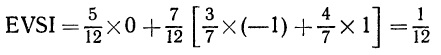 EVSI = 5/12 × 0 + 7/12 [3/7 × (−1) + 4/7 × 1] = 1/12